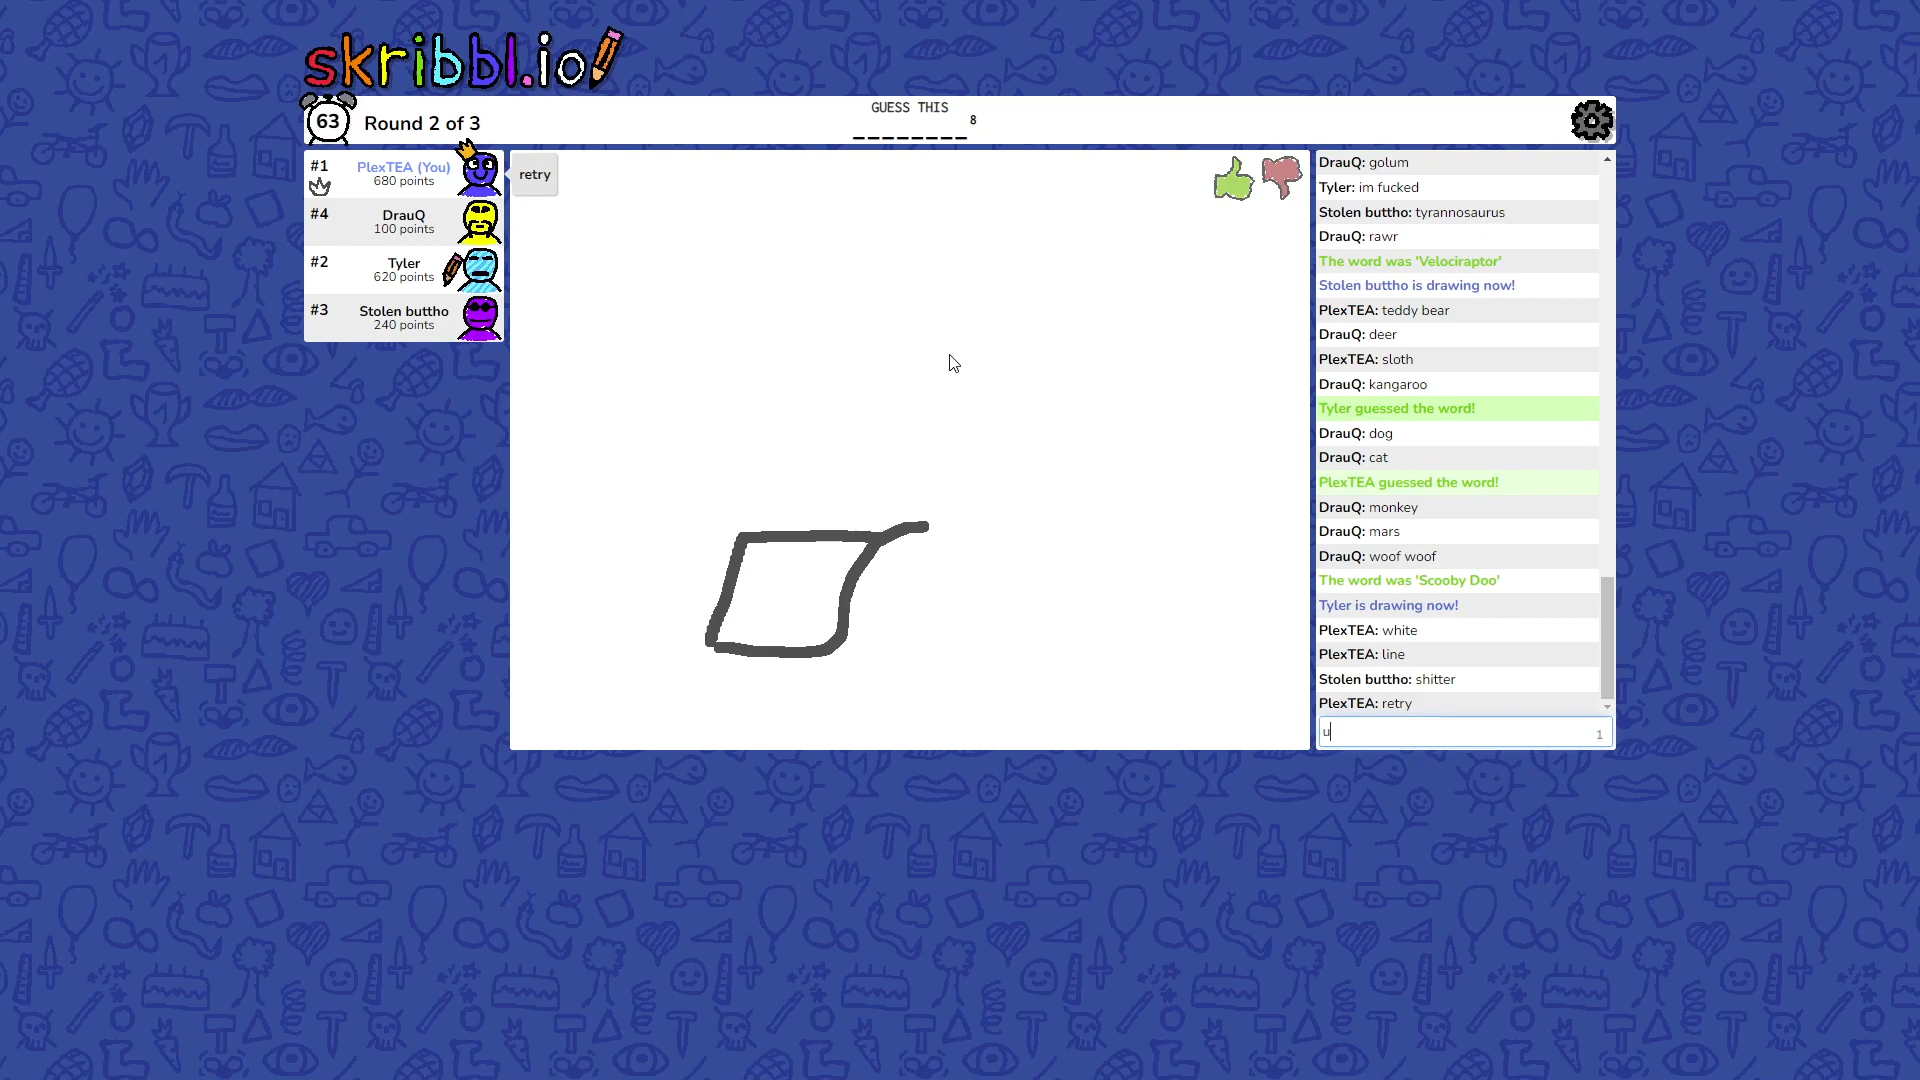 skribbl.io
63
Round 2 of 3
GUESS THIS
________ 8
#1 PlexTEA (You)
680 points
#4 DrauQ
100 points
#2 Tyler
620 points
#3 Stolen buttho
240 points
retry
DrauQ: golum
Tyler: im fucked
Stolen buttho: tyrannosaurus
DrauQ: rawr
The word was 'Velociraptor'
Stolen buttho is drawing now!
PlexTEA: teddy bear
DrauQ: deer
PlexTEA: sloth
DrauQ: kangaroo
Tyler guessed the word!
DrauQ: dog
DrauQ: cat
PlexTEA guessed the word!
DrauQ: monkey
DrauQ: mars
DrauQ: woof woof
The word was 'Scooby Doo'
Tyler is drawing now!
PlexTEA: white
PlexTEA: line
Stolen buttho: shitter
PlexTEA: retry
u 1